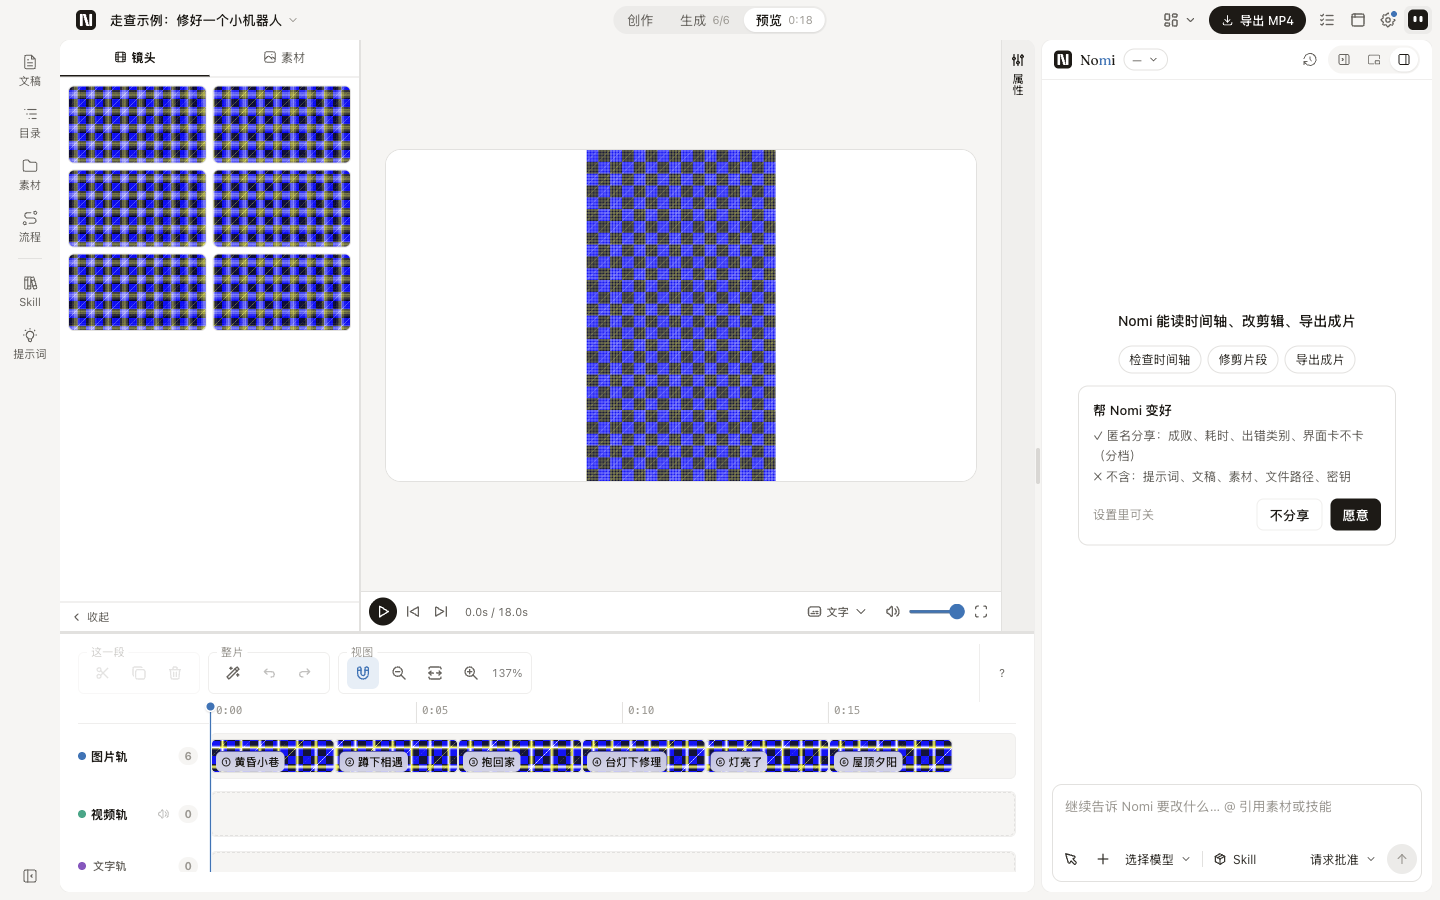 走查示例：修好一个小机器人
创作
生成 6/6
预览 0:18
导出 MP4
文稿
目录
素材
流程
Skill
提示词
镜头
素材
收起
属性
0.0s / 18.0s
文字
这一段
整片
视图
137%
?
0:00
0:05
0:10
0:15
图片轨 6
① 黄昏小巷
② 蹲下相遇
③ 抱回家
④ 台灯下修理
⑤ 灯亮了
⑥ 屋顶夕阳
视频轨 0
文字轨 0
Nomi
—
Nomi 能读时间轴、改剪辑、导出成片
检查时间轴
修剪片段
导出成片
帮 Nomi 变好
✓ 匿名分享：成败、耗时、出错类别、界面卡不卡
（分档）
✕ 不含：提示词、文稿、素材、文件路径、密钥
设置里可关
不分享
愿意
继续告诉 Nomi 要改什么... @ 引用素材或技能
选择模型
Skill
请求批准